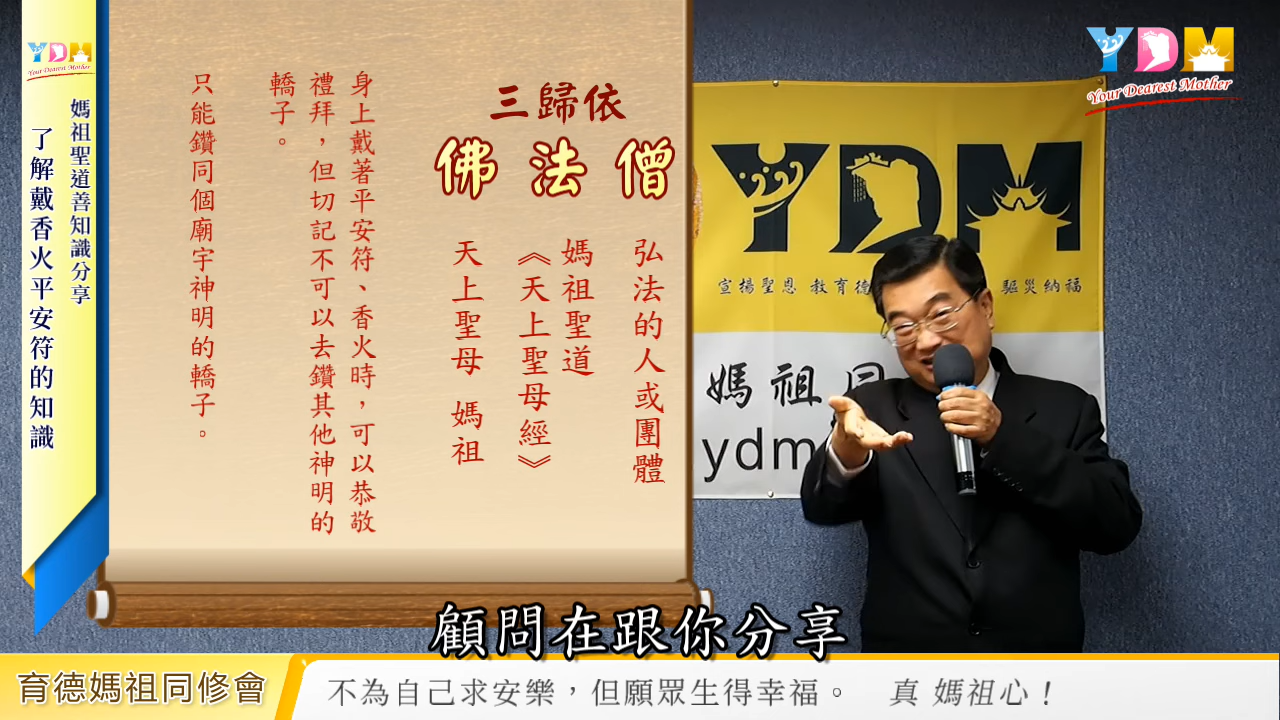 YDM
Your Dearest Mother
媽祖聖道善知識分享
了解戴香火平安符的知識
三歸依
佛 法 僧
弘法的人或團體
媽祖聖道
《天上聖母經》
天上聖母 媽祖
身上戴著平安符、香火時，可以恭敬
禮拜，但切記不可以去鑽其他神明的
轎子。
只能鑽同個廟宇神明的轎子。
YDM
Your Dearest Mother
YDM
宣揚聖恩 教育德
驅災納福
媽祖同
ydm
顧問在跟你分享
育德媽祖同修會
不為自己求安樂，但願眾生得幸福。 真 媽祖心！